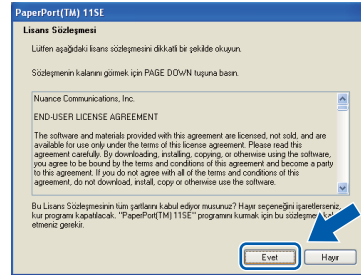 PaperPort(TM) 11SE
Lisans Sözleşmesi
Lütfen aşağıdaki lisans sözleşmesini dikkatli bir şekilde okuyun.
Sözleşmenin kalanını görmek için PAGE DOWN tuşuna basın.
Nuance Communications, Inc.
END-USER LICENSE AGREEMENT
The software and materials provided with this agreement are licensed, not sold, and are
available for use only under the terms of this license agreement. Please read this
agreement carefully. By downloading, installing, copying, or otherwise using the software,
you agree to be bound by the terms and conditions of this agreement and become a party
to this agreement. If you do not agree with all of the terms and conditions of this
agreement, do not download, install, copy or otherwise use the software.
Bu Lisans Sözleşmesinin tüm şartlarını kabul ediyor musunuz? Hayır seçeneğini işaretlerseniz,
kur programı kapatılacak. "PaperPort(TM) 11SE" programını kurmak için bu sözleşmeyi
etmeniz gerekir.
Evet Hayır